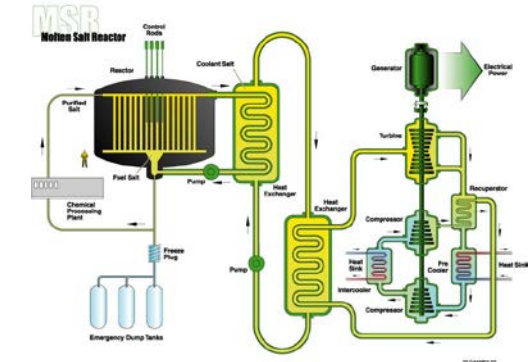 MSR
Molten Salt Reactor
Control
Rods
Reactor
Coolant Salt
Purified
Salt
Fuel Salt
Pump
Heat
Exchanger
Chemical
Processing
Plant
Freeze
Plug
Pump
Emergency Dump Tanks
Heat
Exchanger
Generator
Electrical
Power
Turbine
Recuperator
Compressor
Heat
Sink
Intercooler
Pre
Cooler
Heat Sink
Compressor